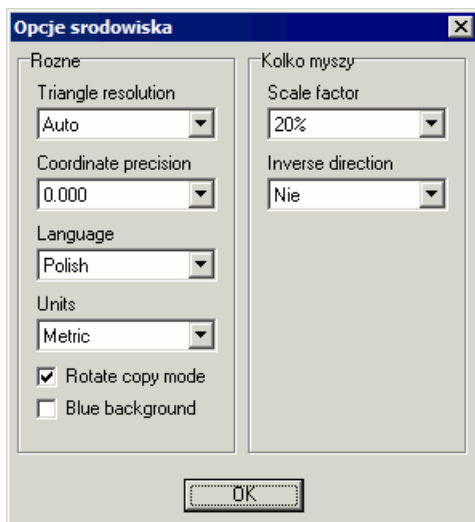 Opcje srodowiska
Rozne
Triangle resolution
Auto
Coordinate precision
0.000
Language
Polish
Units
Metric
Rotate copy mode
Blue background
Kolko myszy
Scale factor
20%
Inverse direction
Nie
OK